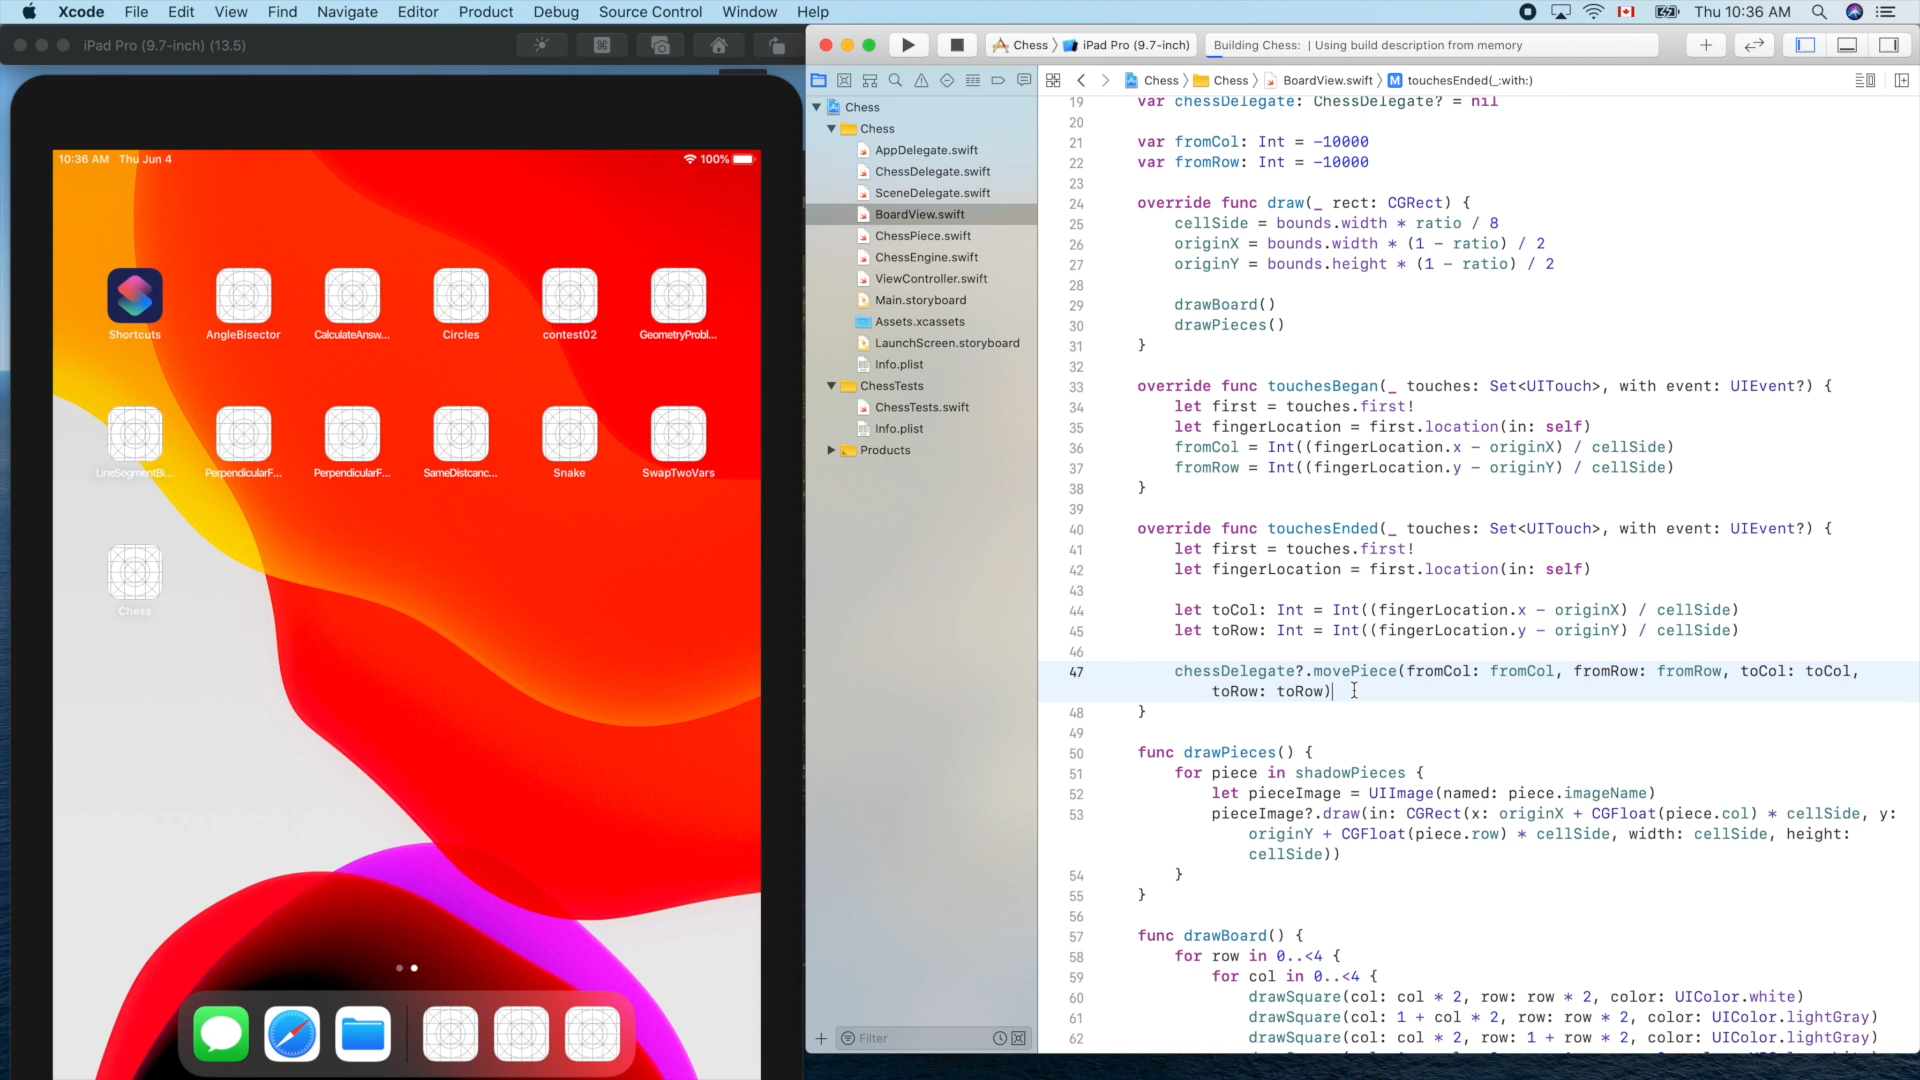 Xcode File Edit View Find Navigate Editor Product Debug Source Control Window Help Thu 10:36 AM
iPad Pro (9.7-inch) (13.5)
Chess iPad Pro (9.7-inch) Building Chess: | Using build description from memory
Chess Chess BoardView.swift M touchesEnded(_:with:)
10:36 AM Thu Jun 4 100%
Shortcuts AngleBisector CalculateAnsw... Circles contest02 GeometryProbl...
LineSegmentBi... PerpendicularF... PerpendicularF... SameDistcanc... Snake SwapTwoVars
Chess
Chess
Chess
AppDelegate.swift
ChessDelegate.swift
SceneDelegate.swift
BoardView.swift
ChessPiece.swift
ChessEngine.swift
ViewController.swift
Main.storyboard
Assets.xcassets
LaunchScreen.storyboard
Info.plist
ChessTests
ChessTests.swift
Info.plist
Products
Filter
19 var chessDelegate: ChessDelegate? = nil
20
21 var fromCol: Int = -10000
22 var fromRow: Int = -10000
23
24 override func draw(_ rect: CGRect) {
25 cellSide = bounds.width * ratio / 8
26 originX = bounds.width * (1 - ratio) / 2
27 originY = bounds.height * (1 - ratio) / 2
28
29 drawBoard()
30 drawPieces()
31 }
32
33 override func touchesBegan(_ touches: Set<UITouch>, with event: UIEvent?) {
34 let first = touches.first!
35 let fingerLocation = first.location(in: self)
36 fromCol = Int((fingerLocation.x - originX) / cellSide)
37 fromRow = Int((fingerLocation.y - originY) / cellSide)
38 }
39
40 override func touchesEnded(_ touches: Set<UITouch>, with event: UIEvent?) {
41 let first = touches.first!
42 let fingerLocation = first.location(in: self)
43
44 let toCol: Int = Int((fingerLocation.x - originX) / cellSide)
45 let toRow: Int = Int((fingerLocation.y - originY) / cellSide)
46
47 chessDelegate?.movePiece(fromCol: fromCol, fromRow: fromRow, toCol: toCol,
toRow: toRow)
48 }
49
50 func drawPieces() {
51 for piece in shadowPieces {
52 let pieceImage = UIImage(named: piece.imageName)
53 pieceImage?.draw(in: CGRect(x: originX + CGFloat(piece.col) * cellSide, y:
originY + CGFloat(piece.row) * cellSide, width: cellSide, height:
cellSide))
54 }
55 }
56
57 func drawBoard() {
58 for row in 0..<4 {
59 for col in 0..<4 {
60 drawSquare(col: col * 2, row: row * 2, color: UIColor.white)
61 drawSquare(col: 1 + col * 2, row: row * 2, color: UIColor.lightGray)
62 drawSquare(col: col * 2, row: 1 + row * 2, color: UIColor.lightGray)